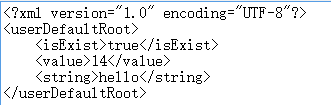 <?xml version="1.0" encoding="UTF-8"?>
<userDefaultRoot>
    <isExist>true</isExist>
    <value>14</value>
    <string>hello</string>
</userDefaultRoot>